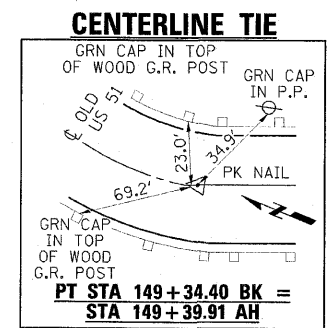 CENTERLINE TIE
GRN CAP IN TOP
OF WOOD G.R. POST
GRN CAP
IN P.P.
℄ OLD
US 51
23.0'
34.9'
PK NAIL
69.2'
GRN CAP
IN TOP
OF WOOD
G.R. POST
PT STA 149+34.40 BK =
STA 149+39.91 AH